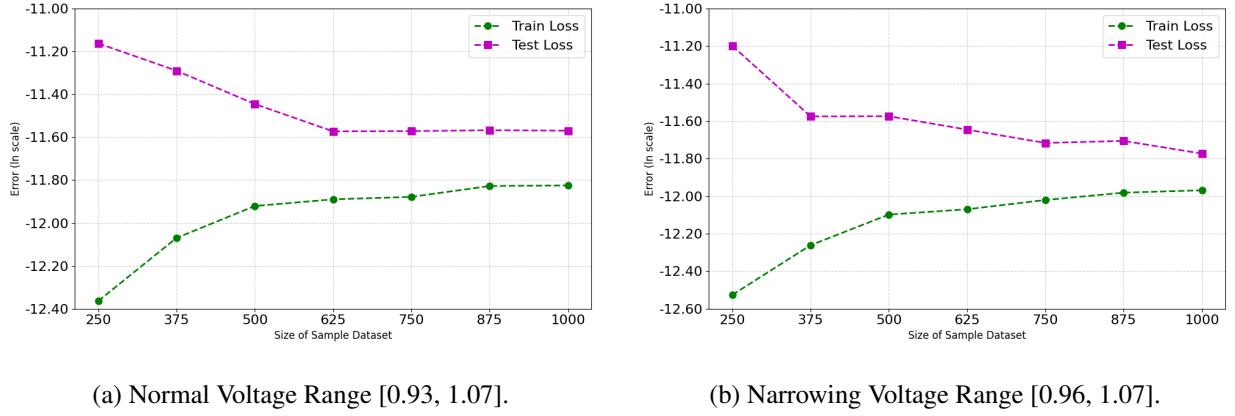 -11.00
-11.20
-11.40
-11.60
-11.80
-12.00
-12.20
-12.40
Error (ln scale)
Train Loss
Test Loss
250 375 500 625 750 875 1000
Size of Sample Dataset
(a) Normal Voltage Range [0.93, 1.07].
-11.00
-11.20
-11.40
-11.60
-11.80
-12.00
-12.20
-12.40
-12.60
Error (ln scale)
Train Loss
Test Loss
250 375 500 625 750 875 1000
Size of Sample Dataset
(b) Narrowing Voltage Range [0.96, 1.07].